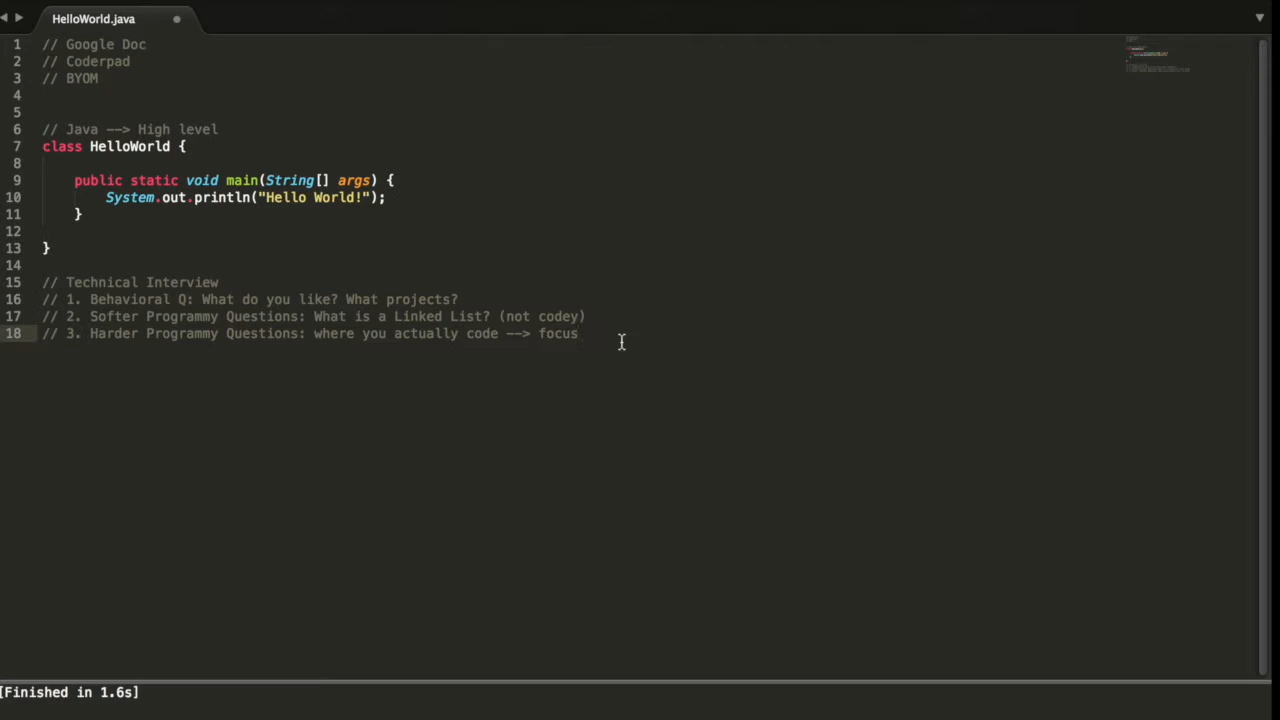 HelloWorld.java
1 // Google Doc
2 // Coderpad
3 // BYOM
4
5
6 // Java --> High level
7 class HelloWorld {
8
9 public static void main(String[] args) {
10 System.out.println("Hello World!");
11 }
12
13 }
14
15 // Technical Interview
16 // 1. Behavioral Q: What do you like? What projects?
17 // 2. Softer Programmy Questions: What is a Linked List? (not codey)
18 // 3. Harder Programmy Questions: where you actually code --> focus
[Finished in 1.6s]